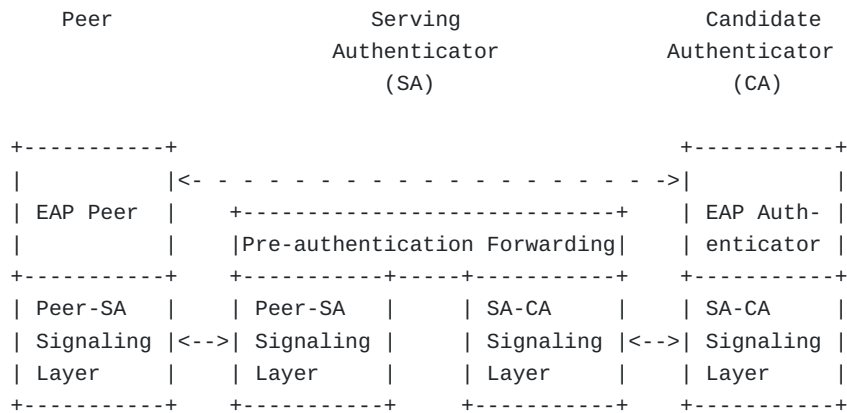 Peer Serving Candidate
Authenticator Authenticator
(SA) (CA)
+-----------+ +-----------+
| |<- - - - - - - - - - - - - - - - - - ->| |
| EAP Peer | +-----------------------------+ | EAP Auth- |
| | |Pre-authentication Forwarding| | enticator |
+-----------+ +-----------+-----+-----------+ +-----------+
| Peer-SA | | Peer-SA | | SA-CA | | SA-CA |
| Signaling |<-->| Signaling | | Signaling |<-->| Signaling |
| Layer | | Layer | | Layer | | Layer |
+-----------+ +-----------+ +-----------+ +-----------+